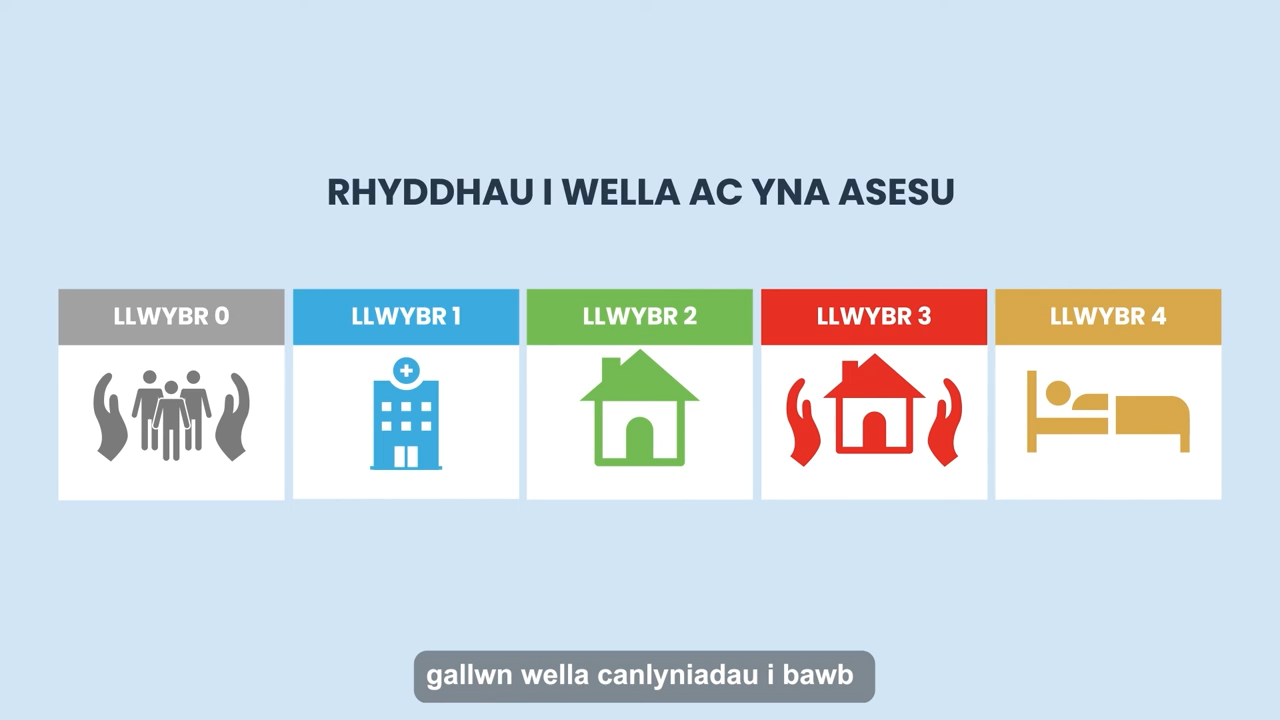 RHYDDHAU I WELLA AC YNA ASESU
LLWYBR 0
LLWYBR 1
LLWYBR 2
LLWYBR 3
LLWYBR 4
gallwn wella canlyniadau i bawb